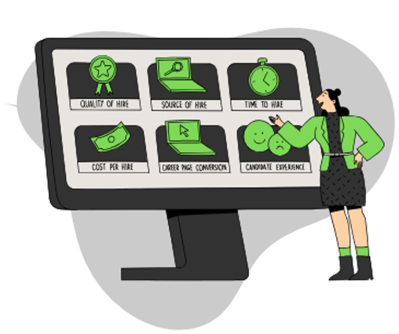 QUALITY OF HIRE
SOURCE OF HIRE
TIME TO HIRE
COST PER HIRE
CAREER PAGE CONVERSION
CANDIDATE EXPERIENCE